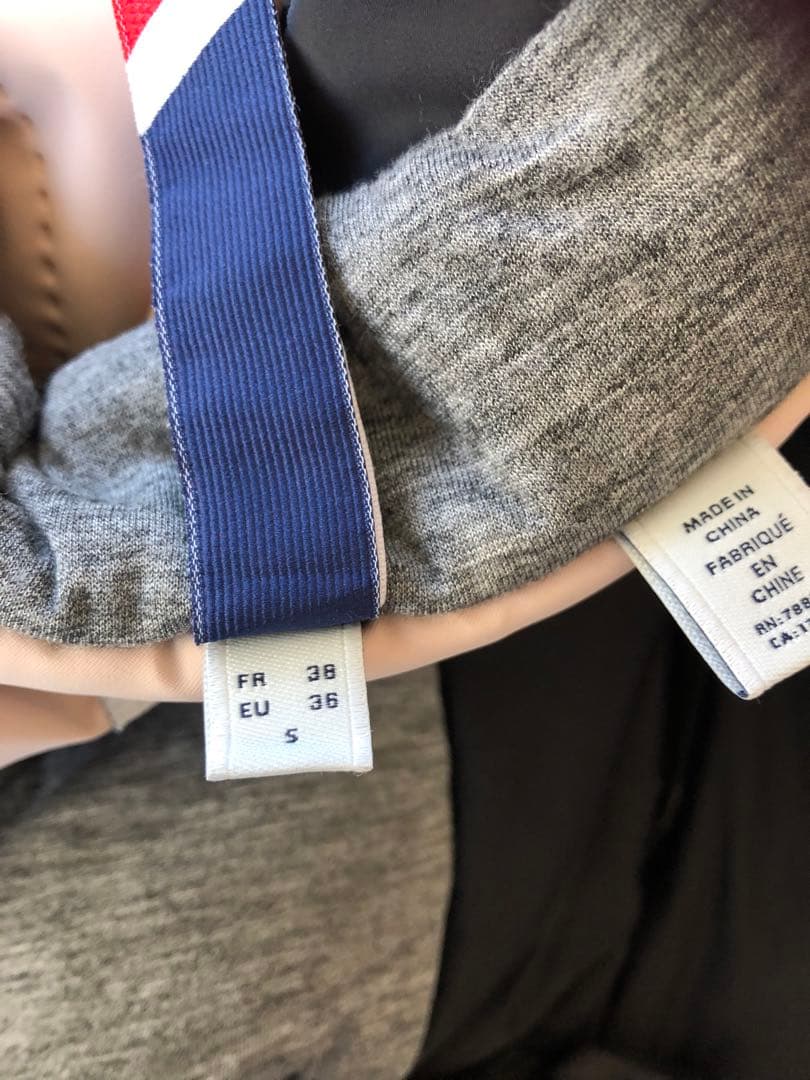 FR 38
EU 36
S
MADE IN
CHINA
FABRIQUÉ
EN
CHINE